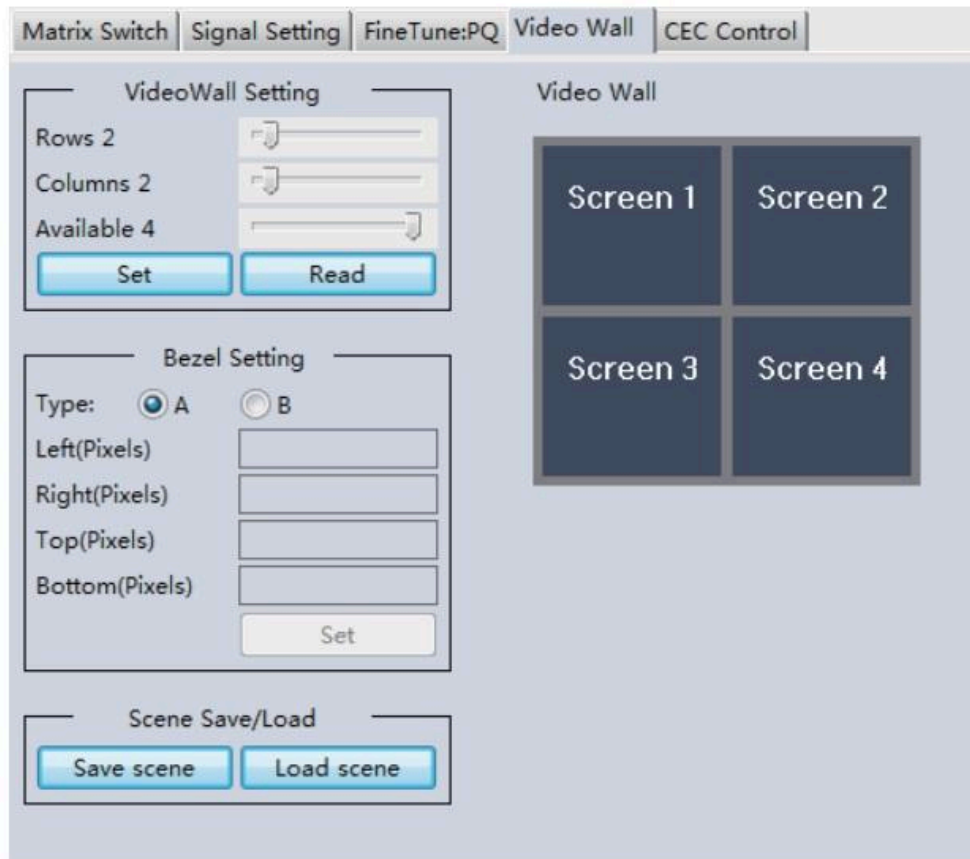 Matrix Switch Signal Setting FineTune:PQ Video Wall CEC Control
VideoWall Setting
Rows 2
Columns 2
Available 4
Set Read
Bezel Setting
Type: A B
Left(Pixels)
Right(Pixels)
Top(Pixels)
Bottom(Pixels)
Set
Scene Save/Load
Save scene Load scene
Video Wall
Screen 1 Screen 2
Screen 3 Screen 4